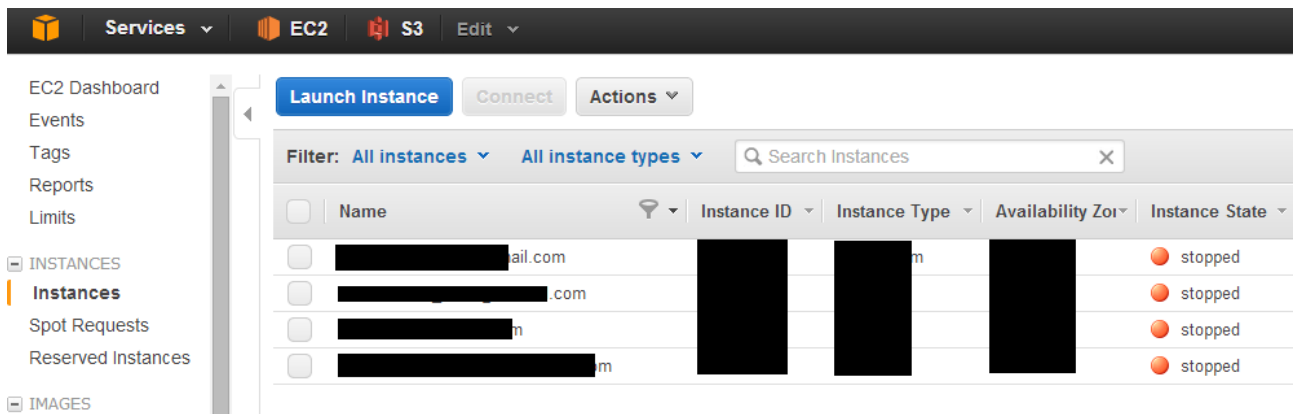 Services EC2 S3 Edit
EC2 Dashboard
Events
Tags
Reports
Limits
INSTANCES
Instances
Spot Requests
Reserved Instances
IMAGES
Launch Instance Connect Actions
Filter: All instances All instance types Search Instances
Name Instance ID Instance Type Availability Zo Instance State
ail.com m stopped
.com stopped
m stopped
om stopped